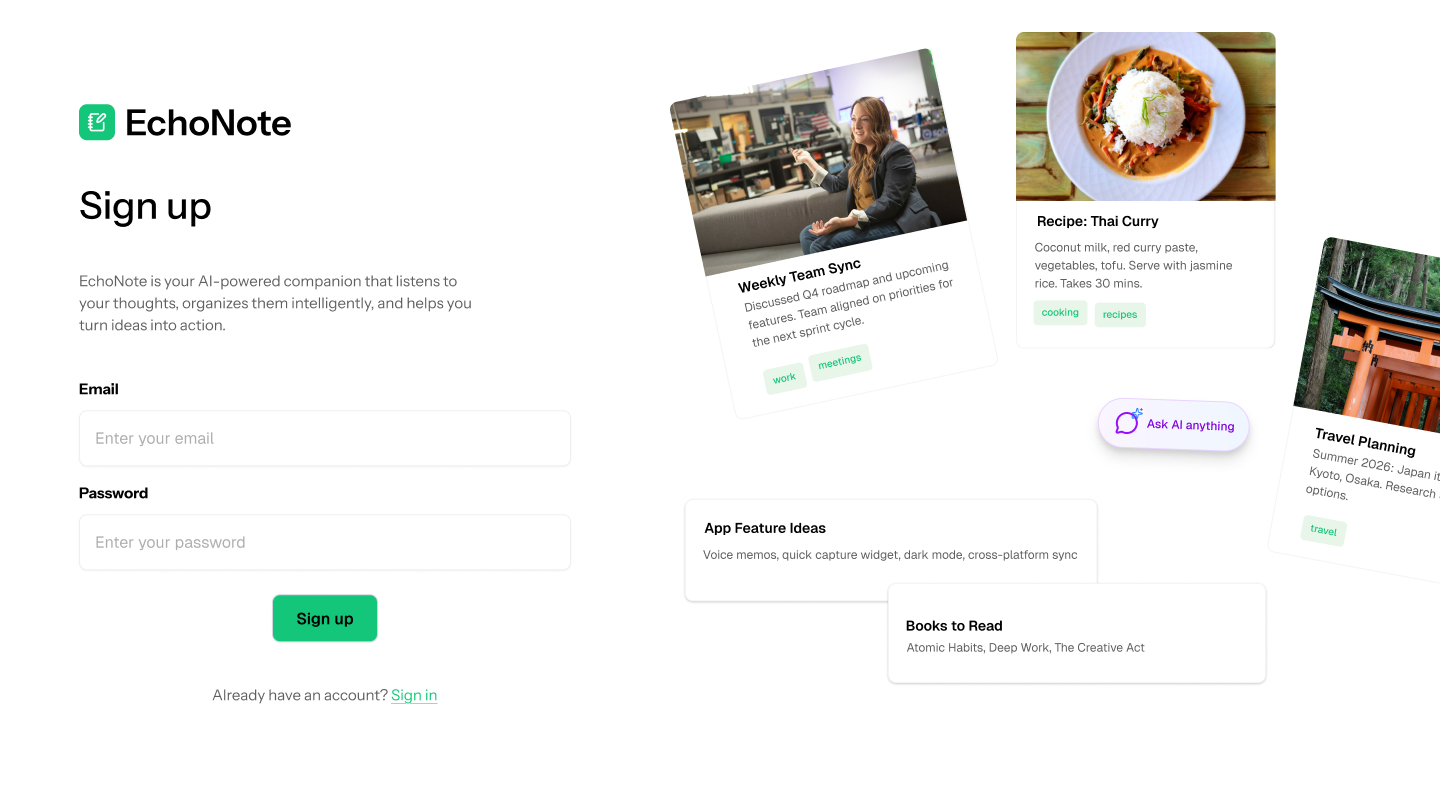 EchoNote
Sign up
EchoNote is your AI-powered companion that listens to
your thoughts, organizes them intelligently, and helps you
turn ideas into action.
Email
Enter your email
Password
Enter your password
Sign up
Already have an account? Sign in
Weekly Team Sync
Discussed Q4 roadmap and upcoming
features. Team aligned on priorities for
the next sprint cycle.
work
meetings
Recipe: Thai Curry
Coconut milk, red curry paste,
vegetables, tofu. Serve with jasmine
rice. Takes 30 mins.
cooking
recipes
Ask AI anything
Travel Planning
Summer 2026: Japan
Kyoto, Osaka. Research
options.
travel
App Feature Ideas
Voice memos, quick capture widget, dark mode, cross-platform sync
Books to Read
Atomic Habits, Deep Work, The Creative Act